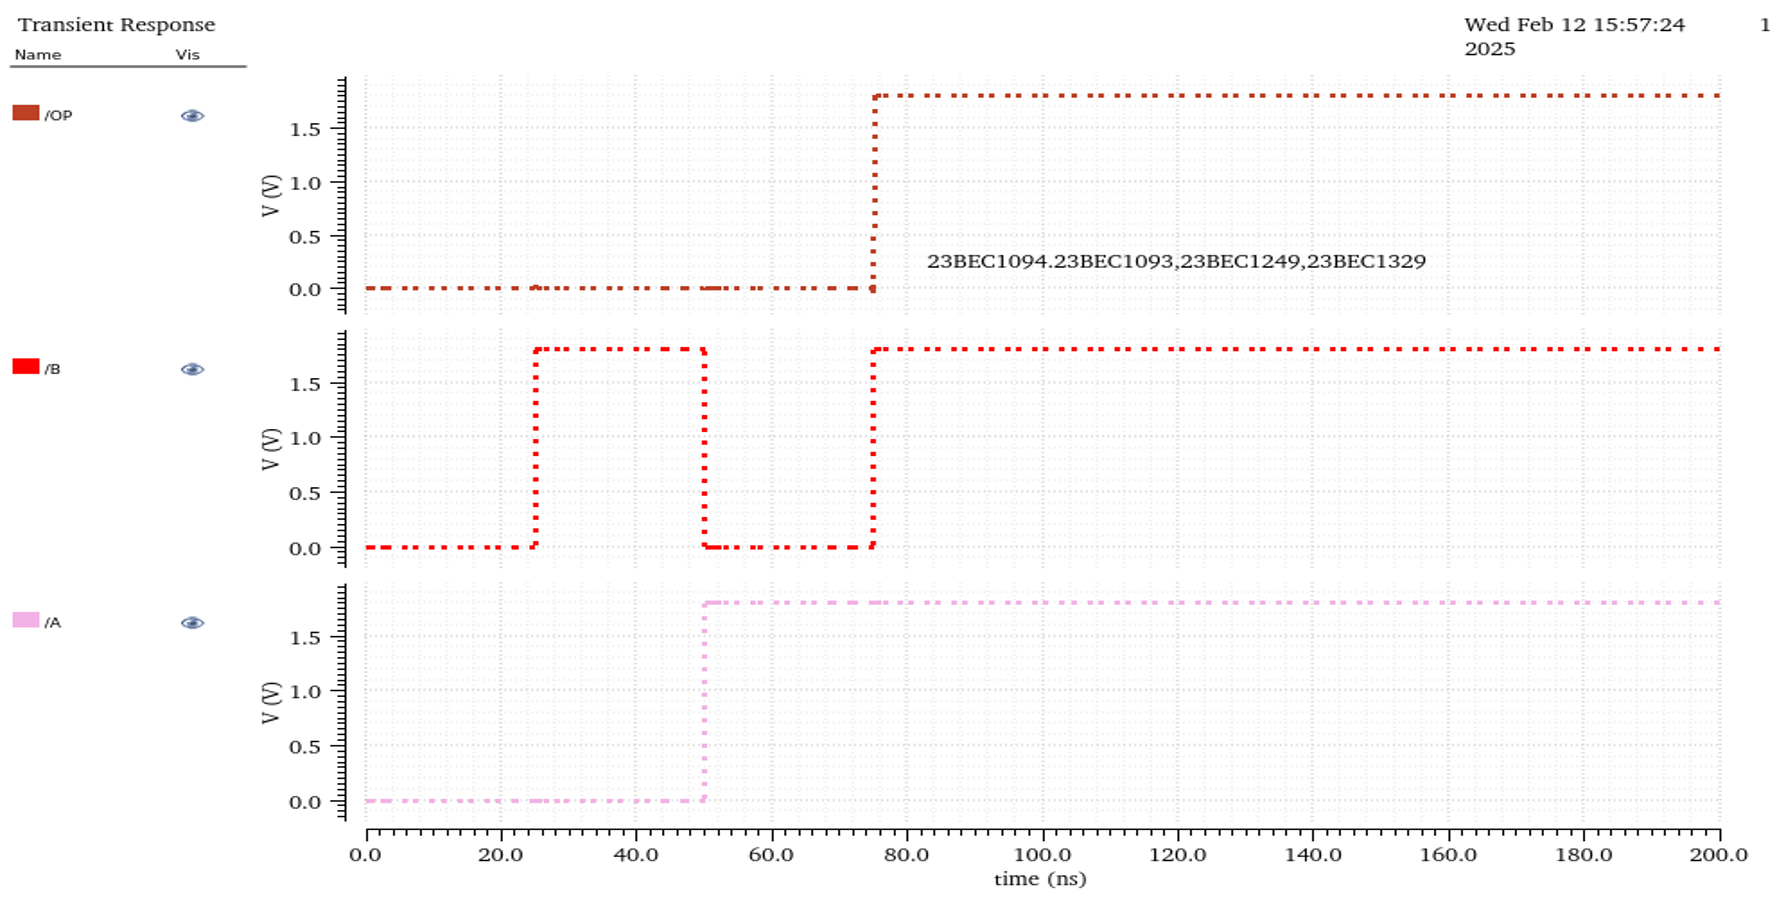 Transient Response
Wed Feb 12 15:57:24 1
2025
Name Vis
/OP
1.5
1.0
0.5
0.0
V (V)
23BEC1094.23BEC1093,23BEC1249,23BEC1329
/B
1.5
1.0
0.5
0.0
V (V)
/A
1.5
1.0
0.5
0.0
V (V)
0.0 20.0 40.0 60.0 80.0 100.0 120.0 140.0 160.0 180.0 200.0
time (ns)